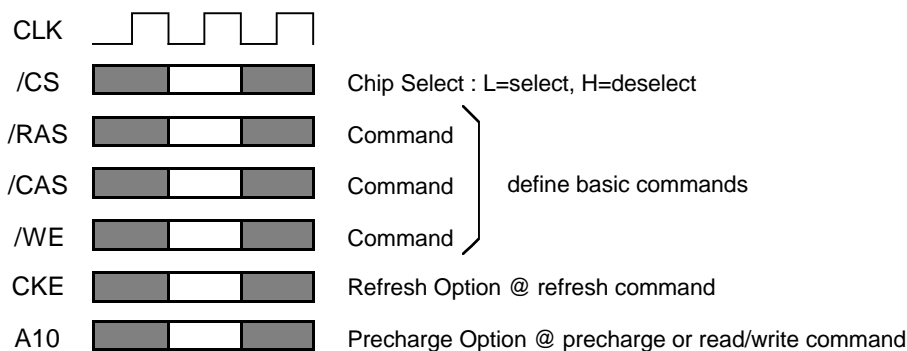 CLK
/CS Chip Select : L=select, H=deselect
/RAS Command
/CAS Command define basic commands
/WE Command
CKE Refresh Option @ refresh command
A10 Precharge Option @ precharge or read/write command